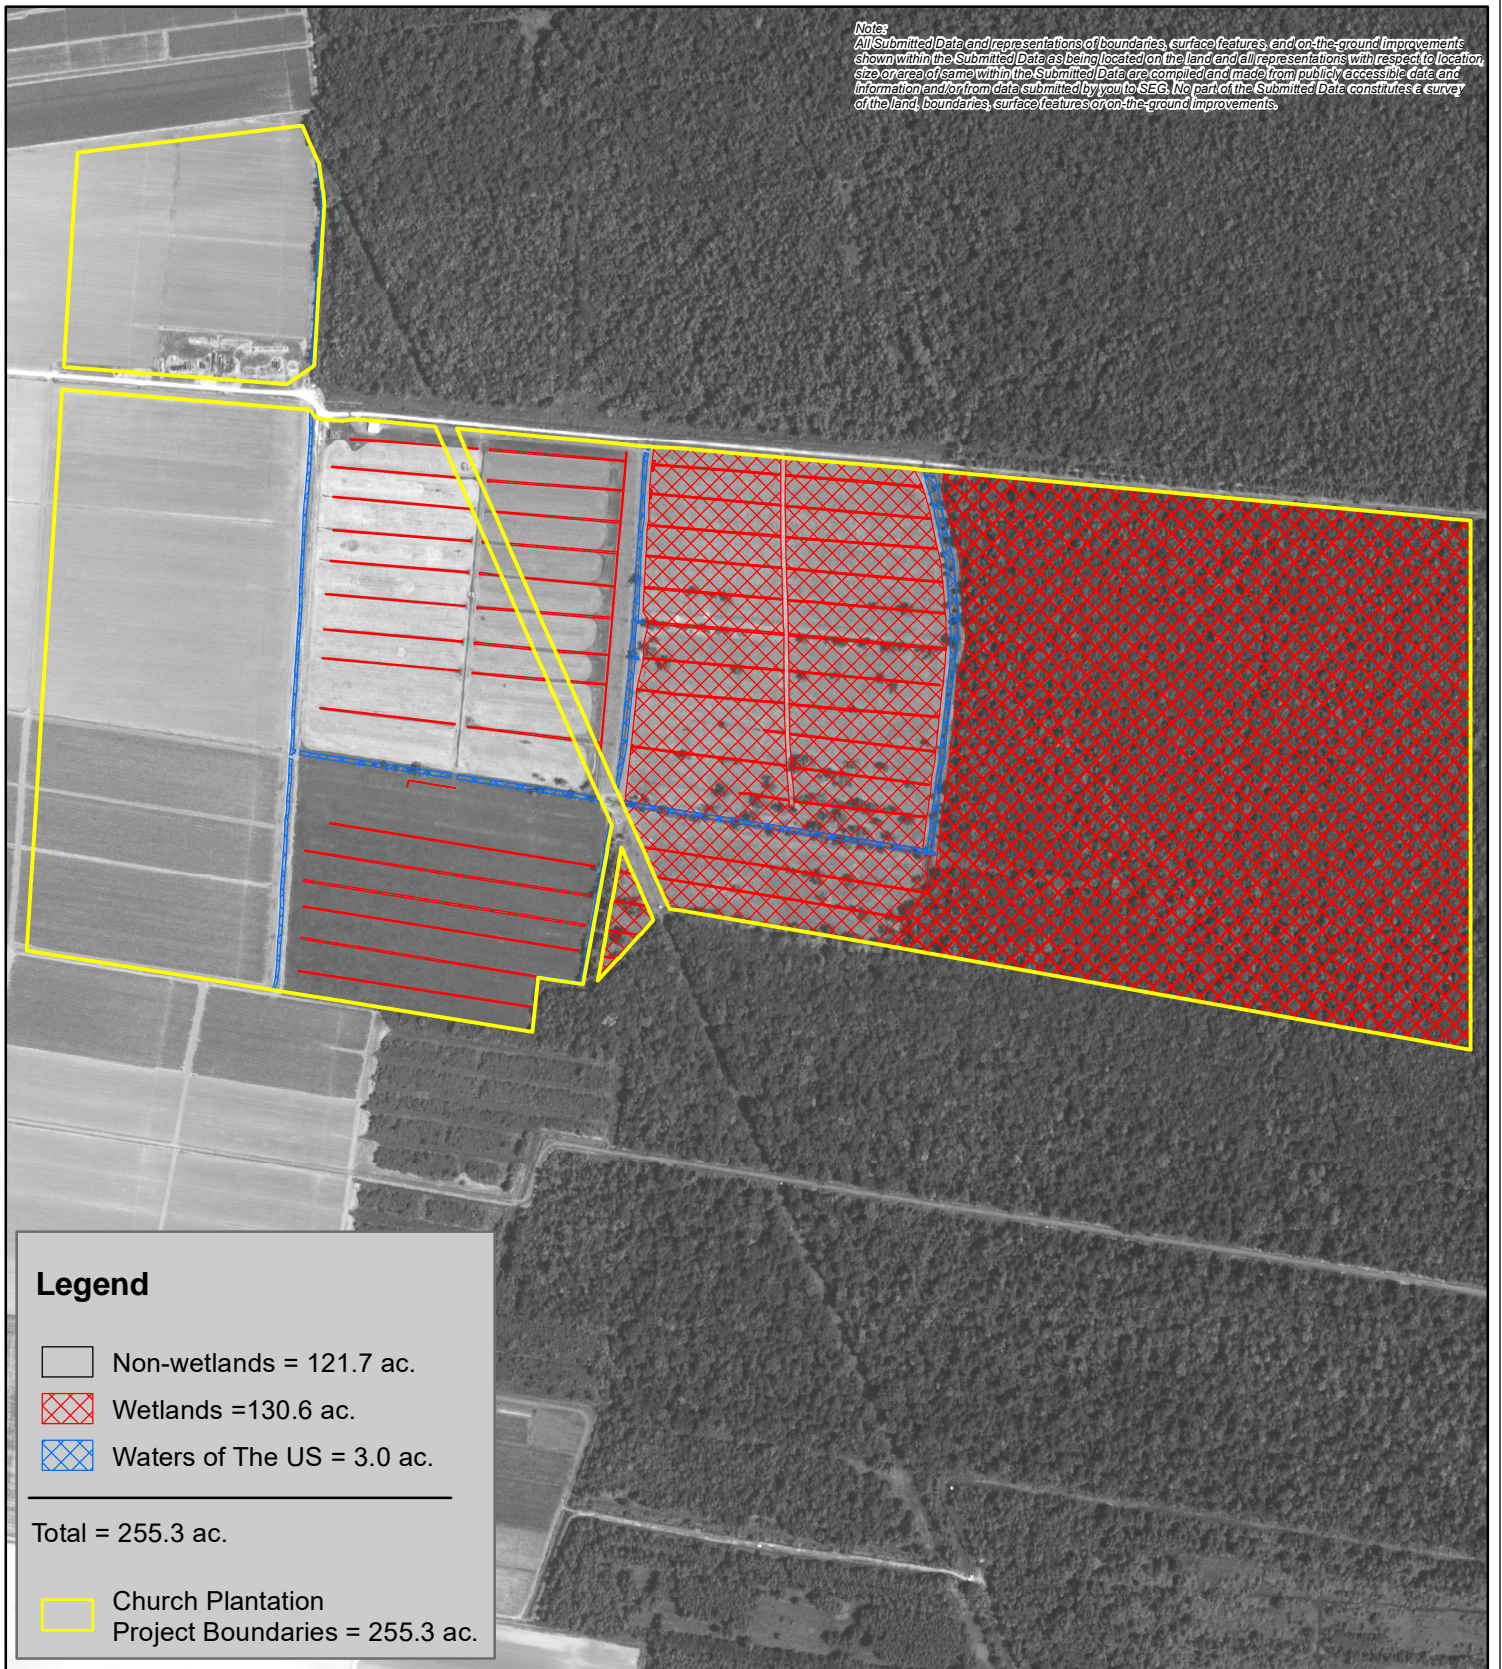 Note:
All Submitted Data and representations of boundaries, surface features, and on-the-ground improvements
shown within the Submitted Data as being located on the land and all representations with respect to location,
size or area of same within the Submitted Data are compiled and made from publicly accessible data and
information and/or from data submitted by you to SEG. No part of the Submitted Data constitutes a survey
of the land, boundaries, surface features or on-the-ground improvements.
Legend
Non-wetlands = 121.7 ac.
Wetlands =130.6 ac.
Waters of The US = 3.0 ac.
Total = 255.3 ac.
Church Plantation
Project Boundaries = 255.3 ac.